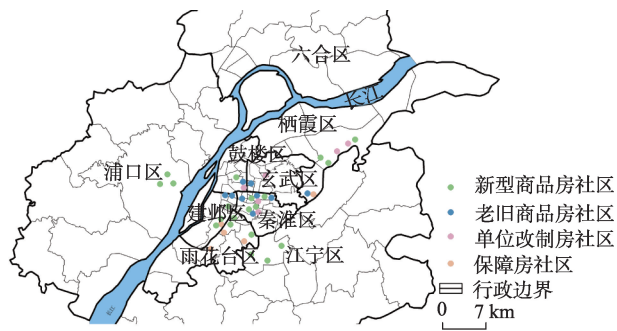 六合区
长江
栖霞区
鼓楼区
浦口区
玄武区
建邺区
秦淮区
雨花台区
江宁区
新型商品房社区
老旧商品房社区
单位改制房社区
保障房社区
行政边界
0 7 km